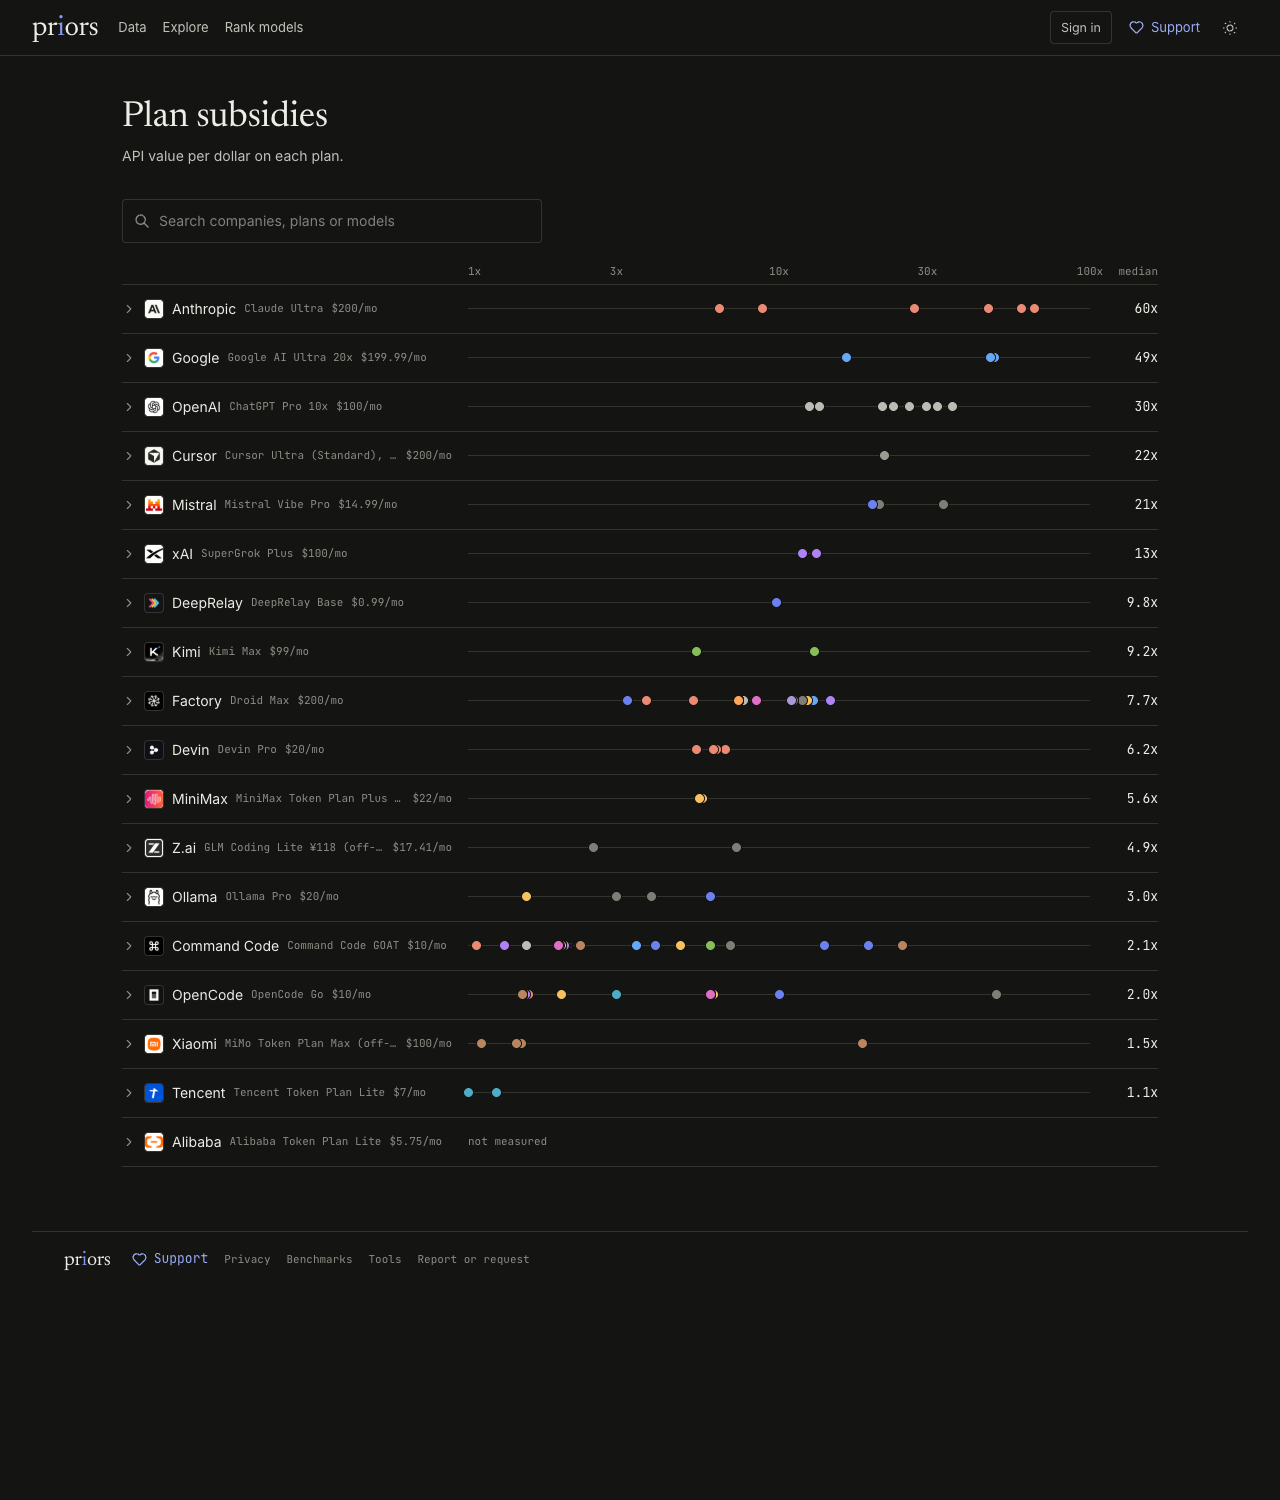 priors Data Explore Rank models Sign in Support
Plan subsidies
API value per dollar on each plan.
Search companies, plans or models
1x 3x 10x 30x 100x median
Anthropic Claude Ultra $200/mo 60x
Google Google AI Ultra 20x $199.99/mo 49x
OpenAI ChatGPT Pro 10x $100/mo 30x
Cursor Cursor Ultra (Standard), … $200/mo 22x
Mistral Mistral Vibe Pro $14.99/mo 21x
xAI SuperGrok Plus $100/mo 13x
DeepRelay DeepRelay Base $0.99/mo 9.8x
Kimi Kimi Max $99/mo 9.2x
Factory Droid Max $200/mo 7.7x
Devin Devin Pro $20/mo 6.2x
MiniMax MiniMax Token Plan Plus … $22/mo 5.6x
Z.ai GLM Coding Lite ¥118 (off-… $17.41/mo 4.9x
Ollama Ollama Pro $20/mo 3.0x
Command Code Command Code GOAT $10/mo 2.1x
OpenCode OpenCode Go $10/mo 2.0x
Xiaomi MiMo Token Plan Max (off-… $100/mo 1.5x
Tencent Tencent Token Plan Lite $7/mo 1.1x
Alibaba Alibaba Token Plan Lite $5.75/mo not measured
priors Support Privacy Benchmarks Tools Report or request